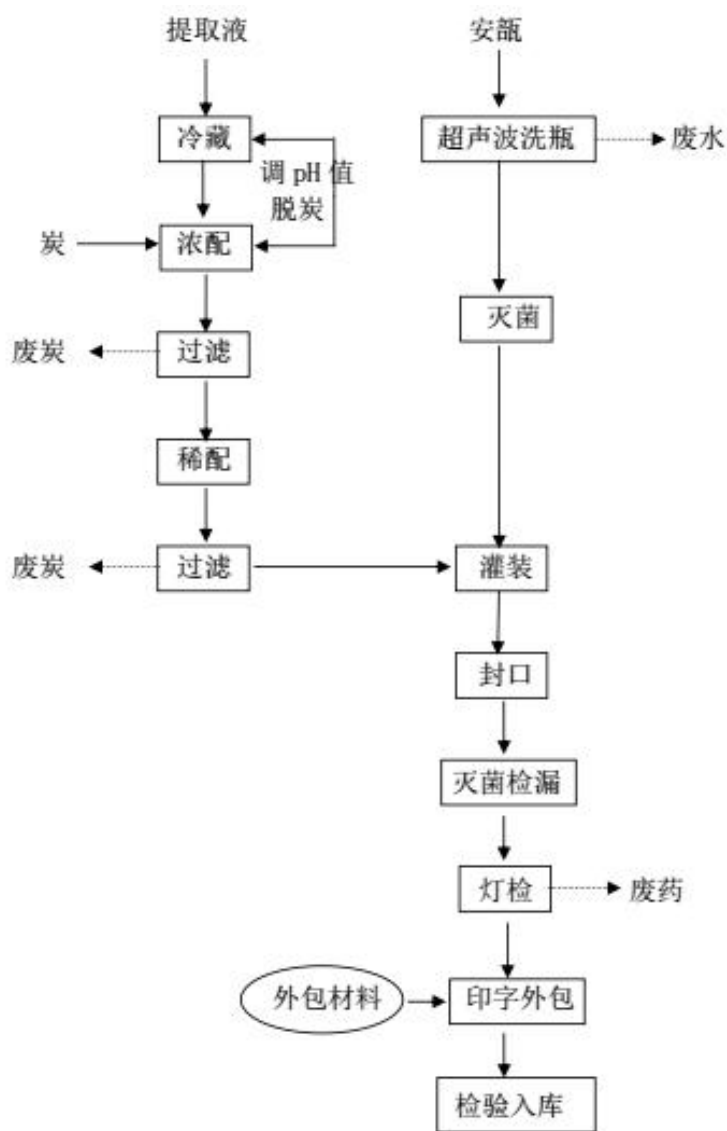 提取液
安瓿
冷藏
超声波洗瓶
废水
调 pH 值
脱炭
炭
浓配
灭菌
废炭
过滤
稀配
废炭
过滤
灌装
封口
灭菌检漏
灯检
废药
外包材料
印字外包
检验入库